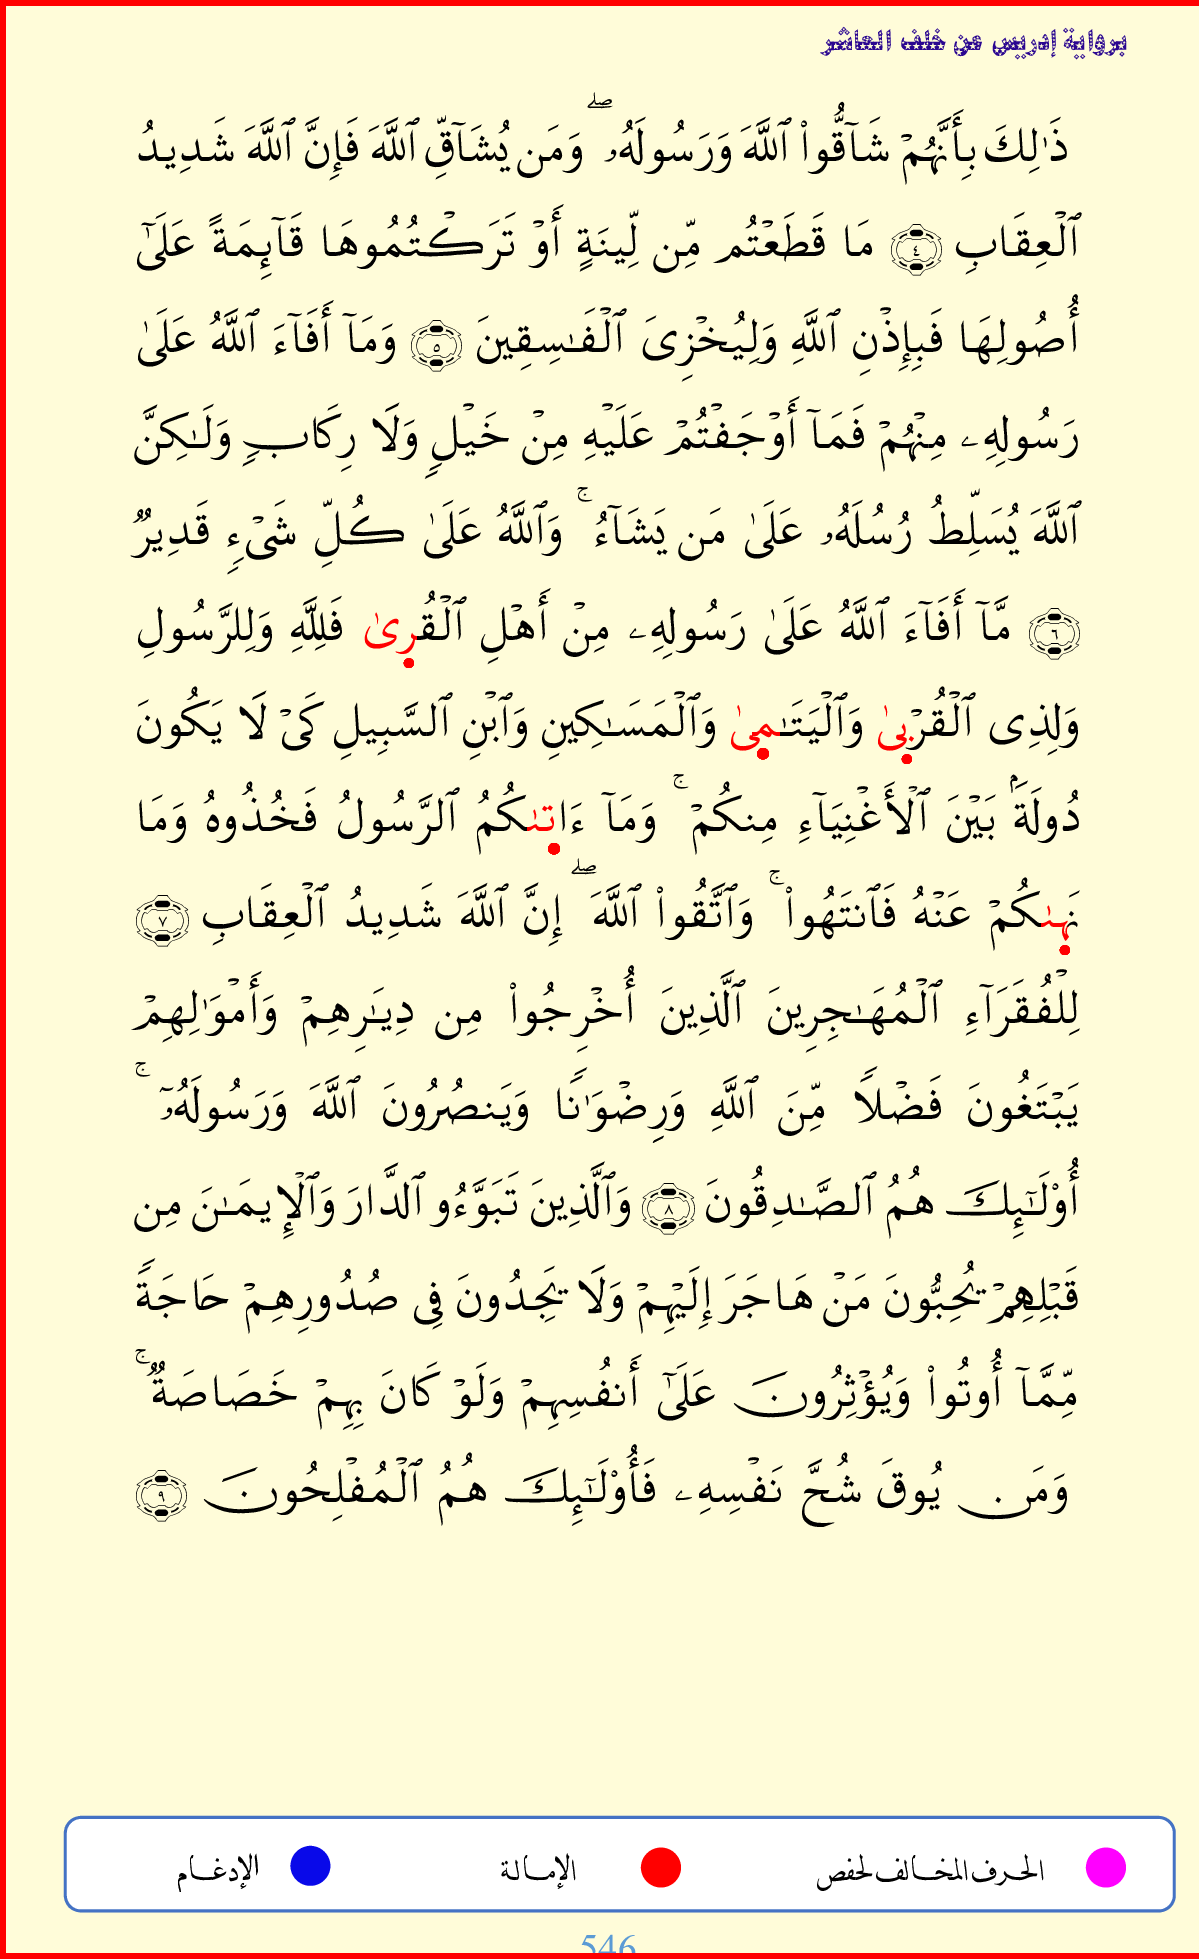 برواية إدريس عن خلف العاشر
ذَٰلِكَ بِأَنَّهُمۡ شَآقُّواْ ٱللَّهَ وَرَسُولَهُۥۖ وَمَن يُشَآقِّ ٱللَّهَ فَإِنَّ ٱللَّهَ شَدِيدُ
ٱلۡعِقَابِ ٤ مَا قَطَعۡتُم مِّن لِّينَةٍ أَوۡ تَرَكۡتُمُوهَا قَآئِمَةً عَلَىٰٓ
أُصُولِهَا فَبِإِذۡنِ ٱللَّهِ وَلِيُخۡزِىَ ٱلۡفَٰسِقِينَ ٥ وَمَآ أَفَآءَ ٱللَّهُ عَلَىٰ
رَسُولِهِۦ مِنۡهُمۡ فَمَآ أَوۡجَفۡتُمۡ عَلَيۡهِ مِنۡ خَيۡلٍ وَلَا رِكَابٍ وَلَٰكِنَّ
ٱللَّهَ يُسَلِّطُ رُسُلَهُۥ عَلَىٰ مَن يَشَآءُۚ وَٱللَّهُ عَلَىٰ كُلِّ شَىۡءٍ قَدِيرٌ
٦ مَّآ أَفَآءَ ٱللَّهُ عَلَىٰ رَسُولِهِۦ مِنۡ أَهۡلِ ٱلۡقُرىٰ فَلِلَّهِ وَلِلرَّسُولِ
وَلِذِى ٱلۡقُرۡبىٰ وَٱلۡيَتَٰمىٰ وَٱلۡمَسَٰكِينِ وَٱبۡنِ ٱلسَّبِيلِ كَىۡ لَا يَكُونَ
دُولَةَۢ بَيۡنَ ٱلۡأَغۡنِيَآءِ مِنكُمۡۚ وَمَآ ءَاتىٰكُمُ ٱلرَّسُولُ فَخُذُوهُ وَمَا
نَهىٰكُمۡ عَنۡهُ فَٱنتَهُواْۚ وَٱتَّقُواْ ٱللَّهَۖ إِنَّ ٱللَّهَ شَدِيدُ ٱلۡعِقَابِ ٧
لِلۡفُقَرَآءِ ٱلۡمُهَٰجِرِينَ ٱلَّذِينَ أُخۡرِجُواْ مِن دِيَٰرِهِمۡ وَأَمۡوَٰلِهِمۡ
يَبۡتَغُونَ فَضۡلًا مِّنَ ٱللَّهِ وَرِضۡوَٰنًا وَيَنصُرُونَ ٱللَّهَ وَرَسُولَهُۥٓۚ
أُوْلَٰٓئِكَ هُمُ ٱلصَّٰدِقُونَ ٨ وَٱلَّذِينَ تَبَوَّءُو ٱلدَّارَ وَٱلۡإِيمَٰنَ مِن
قَبۡلِهِمۡ يُحِبُّونَ مَنۡ هَاجَرَ إِلَيۡهِمۡ وَلَا يَجِدُونَ فِى صُدُورِهِمۡ حَاجَةً
مِّمَّآ أُوتُواْ وَيُؤۡثِرُونَ عَلَىٰٓ أَنفُسِهِمۡ وَلَوۡ كَانَ بِهِمۡ خَصَاصَةٌۚ
وَمَن يُوقَ شُحَّ نَفۡسِهِۦ فَأُوْلَٰٓئِكَ هُمُ ٱلۡمُفۡلِحُونَ ٩
الحرف المخالف لحفص الإمالة الإدغام
546